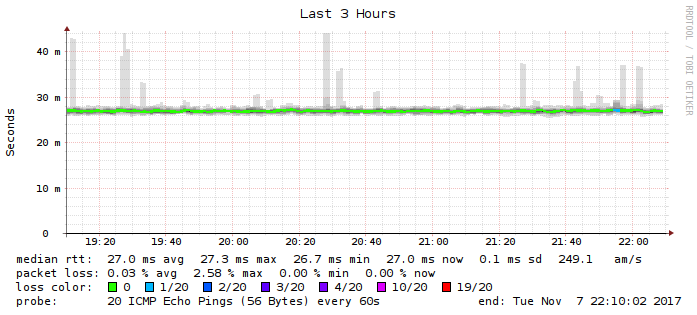 Last 3 Hours
RRDTOOL / TOBI OETIKER
Seconds
40 m
30 m
20 m
10 m
0
19:20 19:40 20:00 20:20 20:40 21:00 21:20 21:40 22:00
median rtt: 27.0 ms avg 27.3 ms max 26.7 ms min 27.0 ms now 0.1 ms sd 249.1 am/s
packet loss: 0.03 % avg 2.58 % max 0.00 % min 0.00 % now
loss color: 0 1/20 2/20 3/20 4/20 10/20 19/20
probe: 20 ICMP Echo Pings (56 Bytes) every 60s end: Tue Nov 7 22:10:02 2017